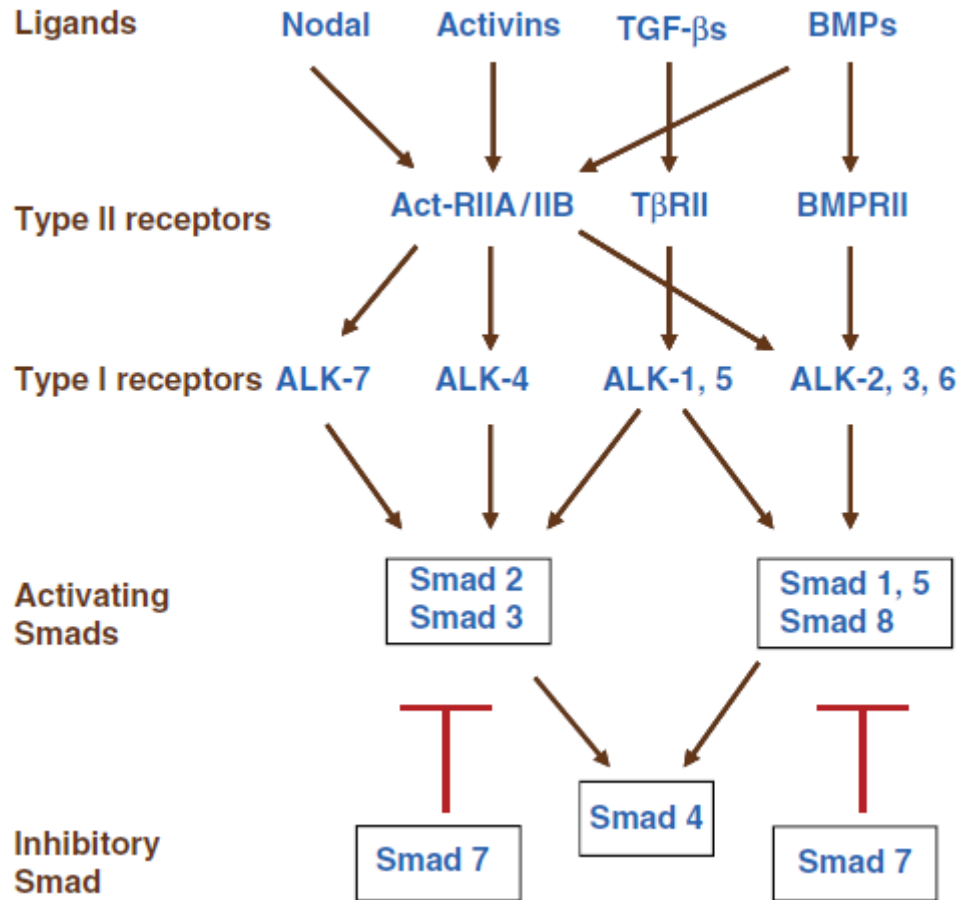 Ligands Nodal Activins TGF-βs BMPs
Type II receptors Act-RIIA/IIB TβRII BMPRII
Type I receptors ALK-7 ALK-4 ALK-1, 5 ALK-2, 3, 6
Activating
Smads
Smad 2
Smad 3
Smad 1, 5
Smad 8
Smad 4
Inhibitory
Smad
Smad 7
Smad 7